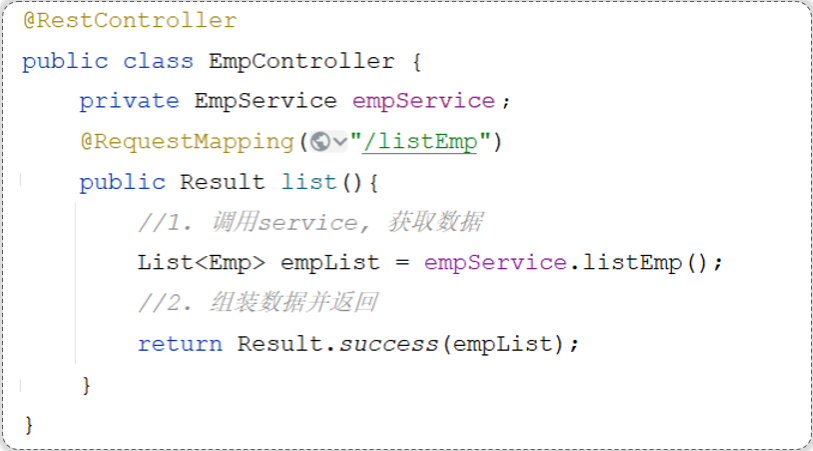 @RestController
public class EmpController {
    private EmpService empService;
    @RequestMapping("/listEmp")
    public Result list(){
        //1. 调用service, 获取数据
        List<Emp> empList = empService.listEmp();
        //2. 组装数据并返回
        return Result.success(empList);
    }
}